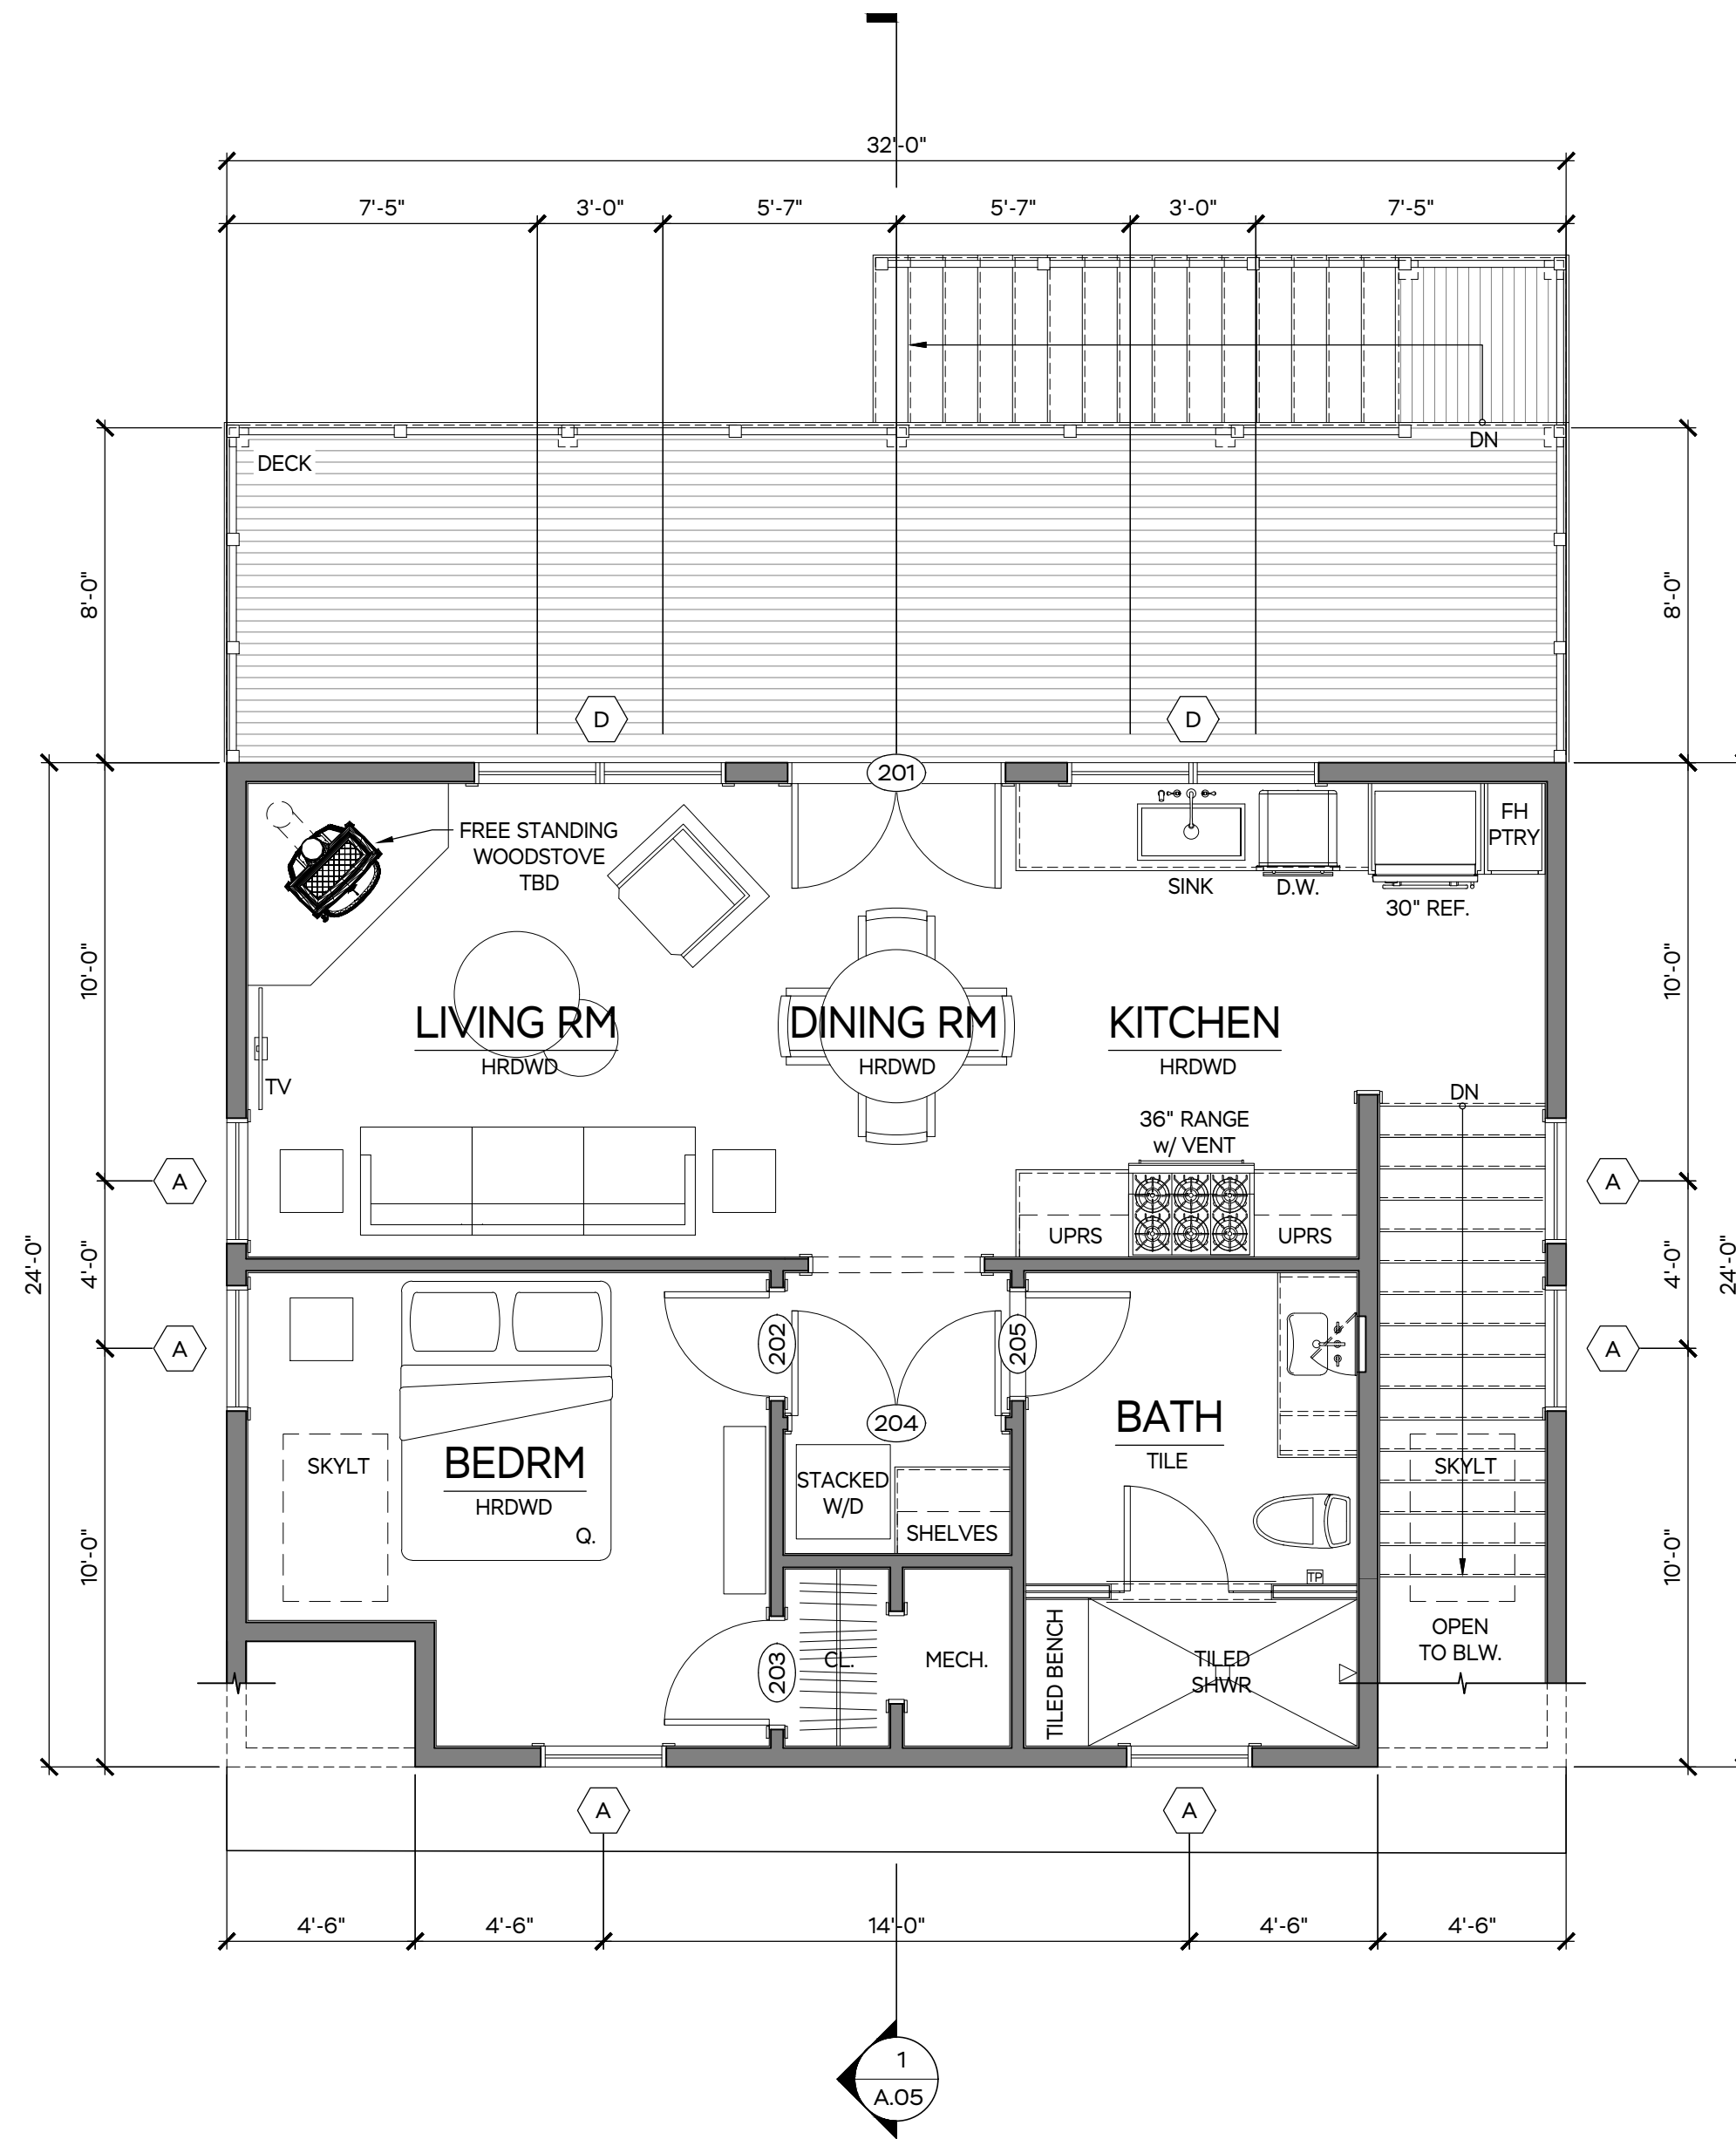 32'-0"
7'-5"
3'-0"
5'-7"
5'-7"
3'-0"
7'-5"
DN
DECK
8'-0"
8'-0"
D
D
201
FREE STANDING
WOODSTOVE
TBD
SINK
D.W.
30" REF.
FH
PTRY
10'-0"
10'-0"
LIVING RM
HRDWD
DINING RM
HRDWD
KITCHEN
HRDWD
TV
DN
36" RANGE
w/ VENT
A
A
UPRS
UPRS
24'-0"
4'-0"
4'-0"
24'-0"
202
205
A
A
204
BATH
TILE
SKYLT
BEDRM
HRDWD
Q.
STACKED
W/D
SHELVES
SKYLT
10'-0"
10'-0"
TP
OPEN
TO BLW.
203
CL.
MECH.
TILED BENCH
TILED
SHWR
A
A
4'-6"
4'-6"
14'-0"
4'-6"
4'-6"
1
A.05